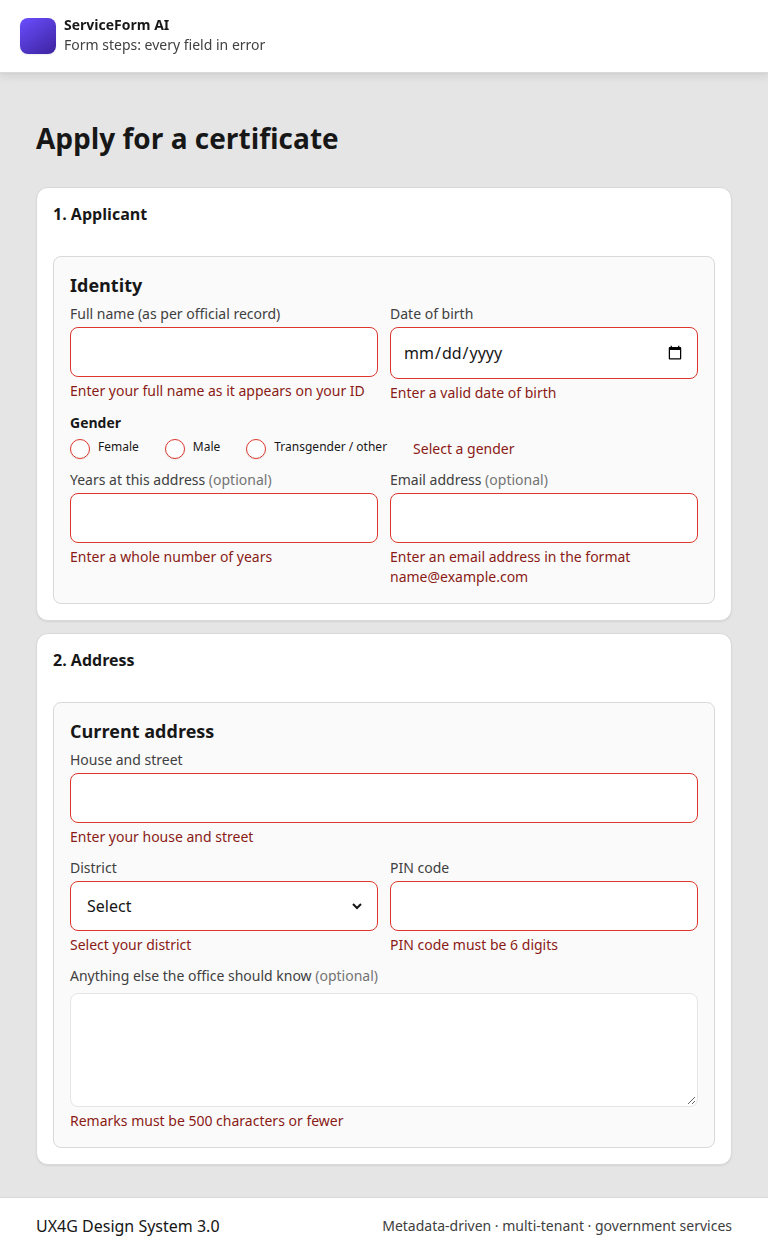 ServiceForm AI
Form steps: every field in error
Apply for a certificate
1. Applicant
Identity
Full name (as per official record)
Date of birth
mm/dd/yyyy
Enter your full name as it appears on your ID
Enter a valid date of birth
Gender
Female
Male
Transgender / other
Select a gender
Years at this address (optional)
Email address (optional)
Enter a whole number of years
Enter an email address in the format
name@example.com
2. Address
Current address
House and street
Enter your house and street
District
PIN code
Select
Select your district
PIN code must be 6 digits
Anything else the office should know (optional)
Remarks must be 500 characters or fewer
UX4G Design System 3.0
Metadata-driven · multi-tenant · government services